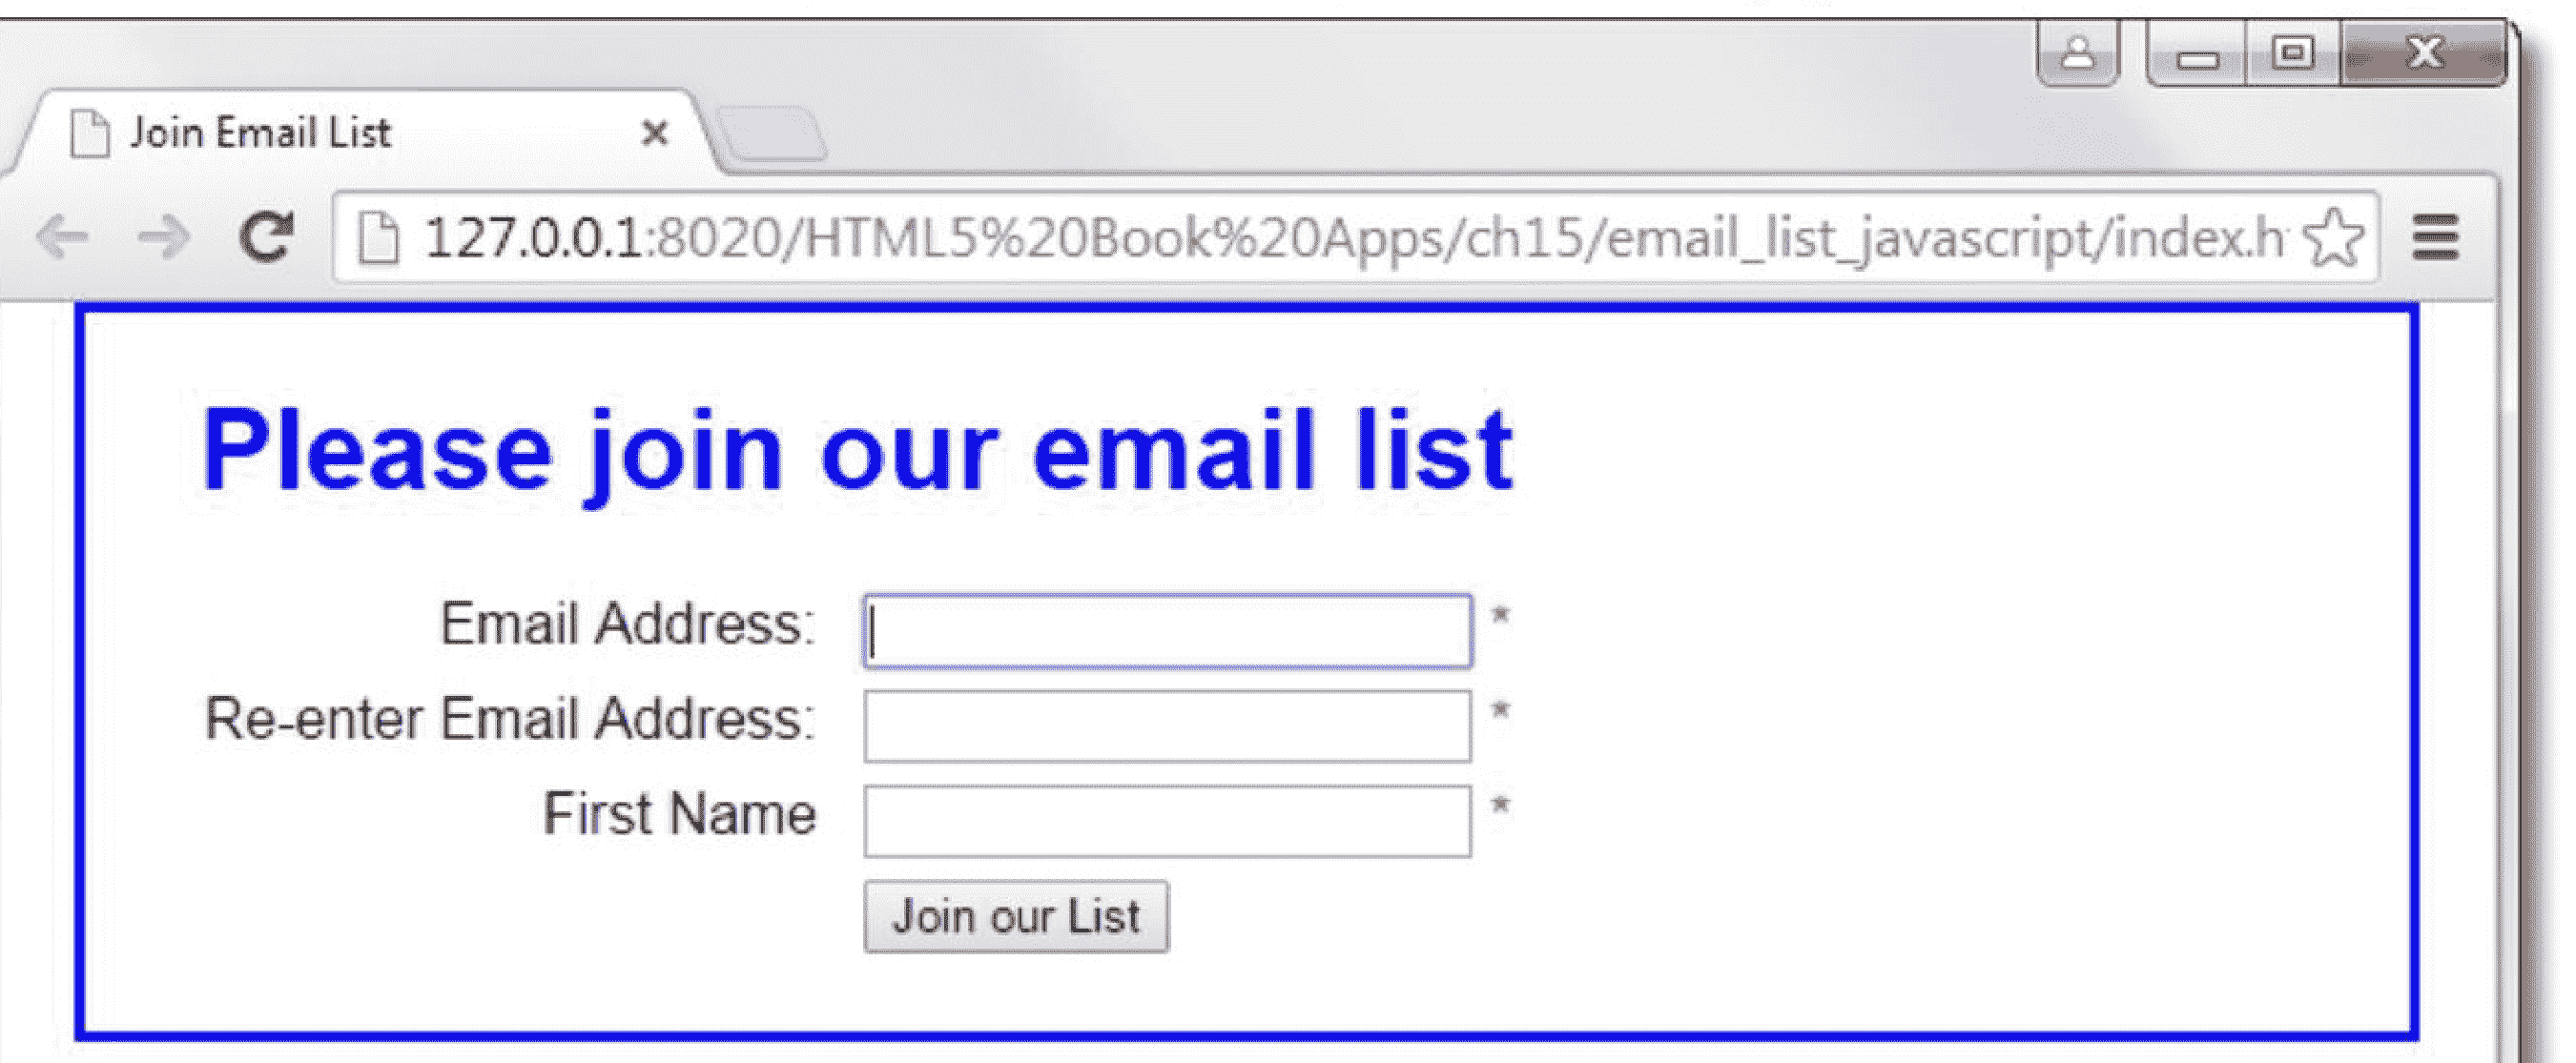 Join Email List
127.0.0.1:8020/HTML5%20Book%20Apps/ch15/email_list_javascript/index.h
Please join our email list
Email Address: *
Re-enter Email Address: *
First Name *
Join our List